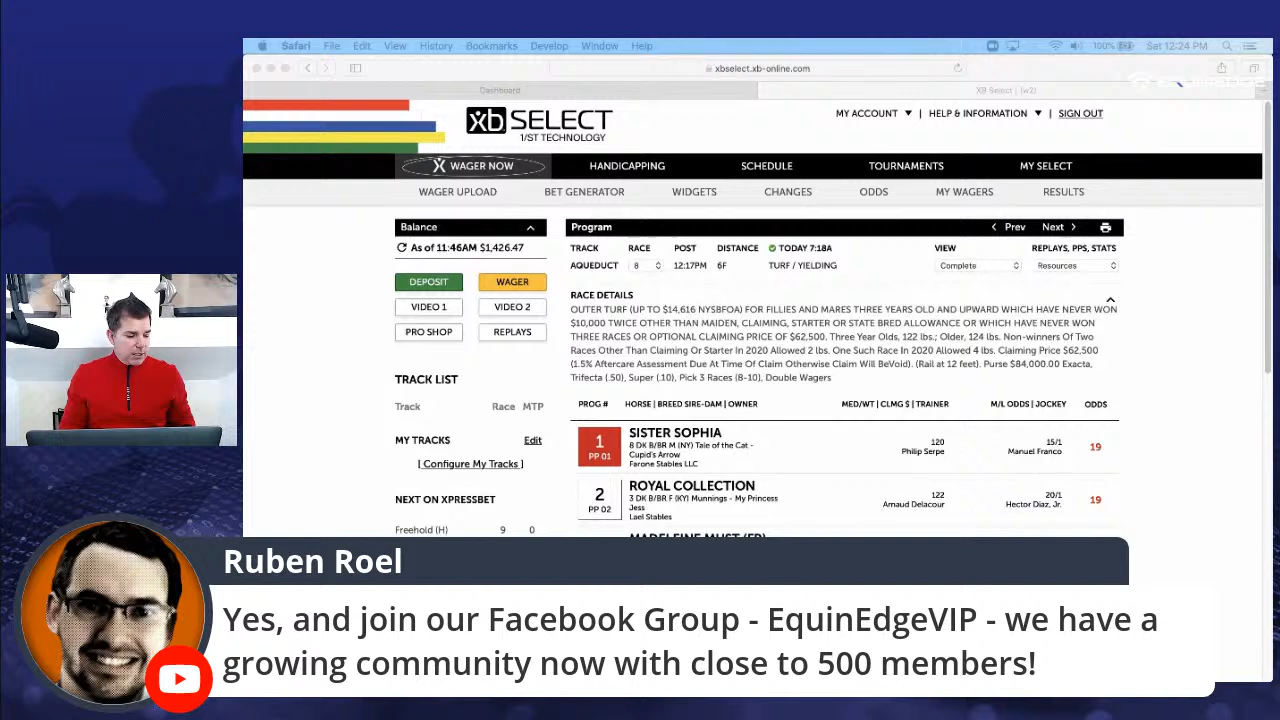 Safari File Edit View History Bookmarks Develop Window Help 100% Sat 12:24 PM
xbselect.xb-online.com
Dashboard XB Select | (w2)
xb SELECT
1/ST TECHNOLOGY
MY ACCOUNT | HELP & INFORMATION | SIGN OUT
X WAGER NOW HANDICAPPING SCHEDULE TOURNAMENTS MY SELECT
WAGER UPLOAD BET GENERATOR WIDGETS CHANGES ODDS MY WAGERS RESULTS
Balance
As of 11:46AM $1,426.47
DEPOSIT WAGER
VIDEO 1 VIDEO 2
PRO SHOP REPLAYS
TRACK LIST
Track Race MTP
MY TRACKS Edit
[ Configure My Tracks ]
NEXT ON XPRESSBET
Freehold (H) 9 0
Program Prev Next
TRACK RACE POST DISTANCE TODAY 7:18A VIEW REPLAYS, PPS, STATS
AQUEDUCT 8 12:17PM 6F TURF / YIELDING Complete Resources
RACE DETAILS
OUTER TURF (UP TO $14,616 NYSBFOA) FOR FILLIES AND MARES THREE YEARS OLD AND UPWARD WHICH HAVE NEVER WON
$10,000 TWICE OTHER THAN MAIDEN, CLAIMING, STARTER OR STATE BRED ALLOWANCE OR WHICH HAVE NEVER WON
THREE RACES OR OPTIONAL CLAIMING PRICE OF $62,500, Three Year Olds, 122 lbs.; Older, 124 lbs. Non-winners Of Two
Races Other Than Claiming Or Starter In 2020 Allowed 2 lbs. One Such Race In 2020 Allowed 4 lbs. Claiming Price $62,500
(1.5% Aftercare Assessment Due At Time Of Claim Otherwise Claim Will BeVoid). (Rail at 12 feet). Purse $84,000.00 Exacta,
Trifecta (.50), Super (.10), Pick 3 Races (8-10), Double Wagers
PROG # HORSE | BREED SIRE-DAM | OWNER MED/WT | CLMG $ | TRAINER M/L ODDS | JOCKEY ODDS
1
PP 01
SISTER SOPHIA
8 DK B/BR M (NY) Tale of the Cat -
Cupid's Arrow
Farone Stables LLC
120
Philip Serpe
15/1
Manuel Franco
19
2
PP 02
ROYAL COLLECTION
3 DK B/BR F (KY) Munnings - My Princess
Jess
Lael Stables
122
Arnaud Delacour
20/1
Hector Diaz, Jr.
19
Ruben Roel
Yes, and join our Facebook Group - EquinEdgeVIP - we have a
growing community now with close to 500 members!